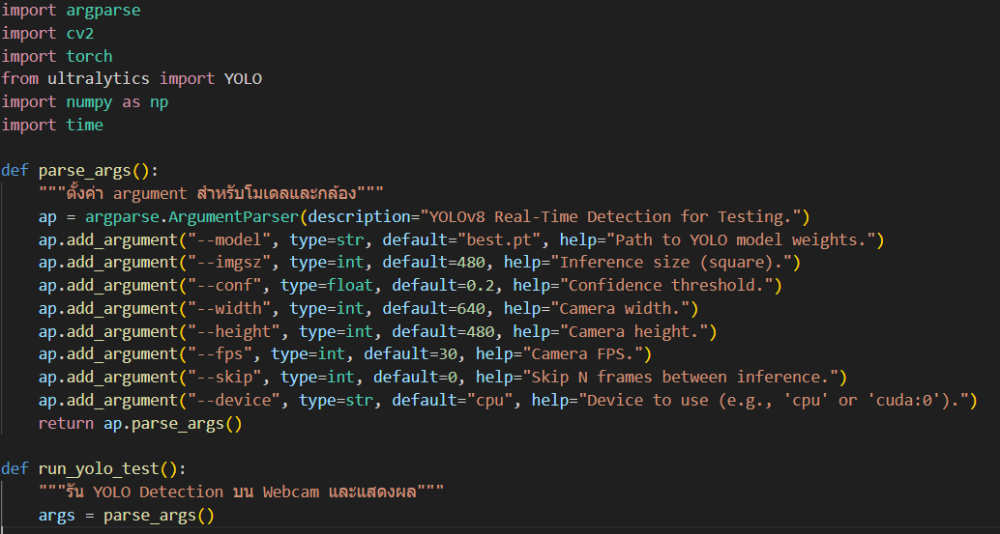 import argparse
import cv2
import torch
from ultralytics import YOLO
import numpy as np
import time
def parse_args():
"""ตั้งค่า argument สำหรับโมเดลและกล้อง"""
ap = argparse.ArgumentParser(description="YOLOv8 Real-Time Detection for Testing.")
ap.add_argument("--model", type=str, default="best.pt", help="Path to YOLO model weights.")
ap.add_argument("--imgsz", type=int, default=480, help="Inference size (square).")
ap.add_argument("--conf", type=float, default=0.2, help="Confidence threshold.")
ap.add_argument("--width", type=int, default=640, help="Camera width.")
ap.add_argument("--height", type=int, default=480, help="Camera height.")
ap.add_argument("--fps", type=int, default=30, help="Camera FPS.")
ap.add_argument("--skip", type=int, default=0, help="Skip N frames between inference.")
ap.add_argument("--device", type=str, default="cpu", help="Device to use (e.g., 'cpu' or 'cuda:0').")
return ap.parse_args()
def run_yolo_test():
"""รัน YOLO Detection บน Webcam และแสดงผล"""
args = parse_args()